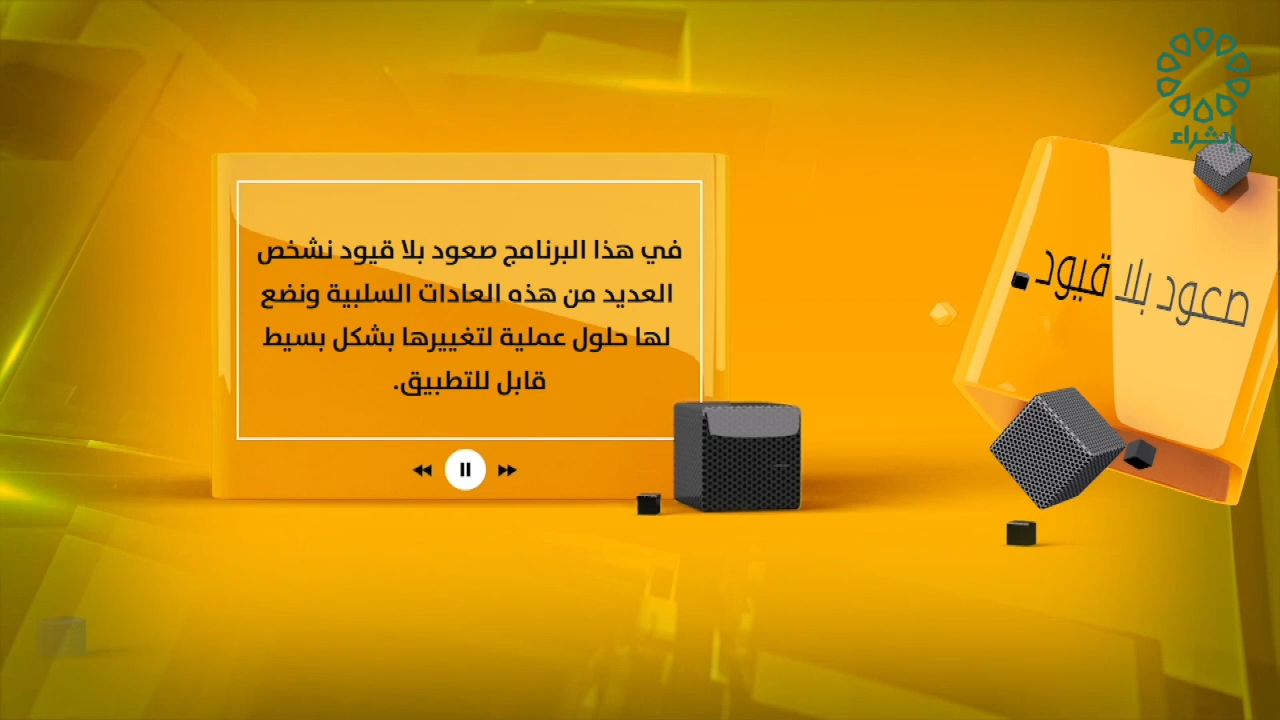 إثراء
صعود بلا قيود
في هذا البرنامج صعود بلا قيود نشخص
العديد من هذه العادات السلبية ونضع
لها حلول عملية لتغييرها بشكل بسيط
قابل للتطبيق.